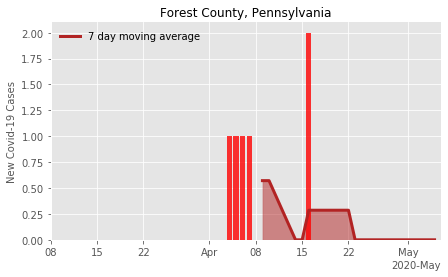 Forest County, Pennsylvania
7 day moving average
New Covid-19 Cases
2.00
1.75
1.50
1.25
1.00
0.75
0.50
0.25
0.00
08 15 22 Apr 08 15 22 May
2020-May